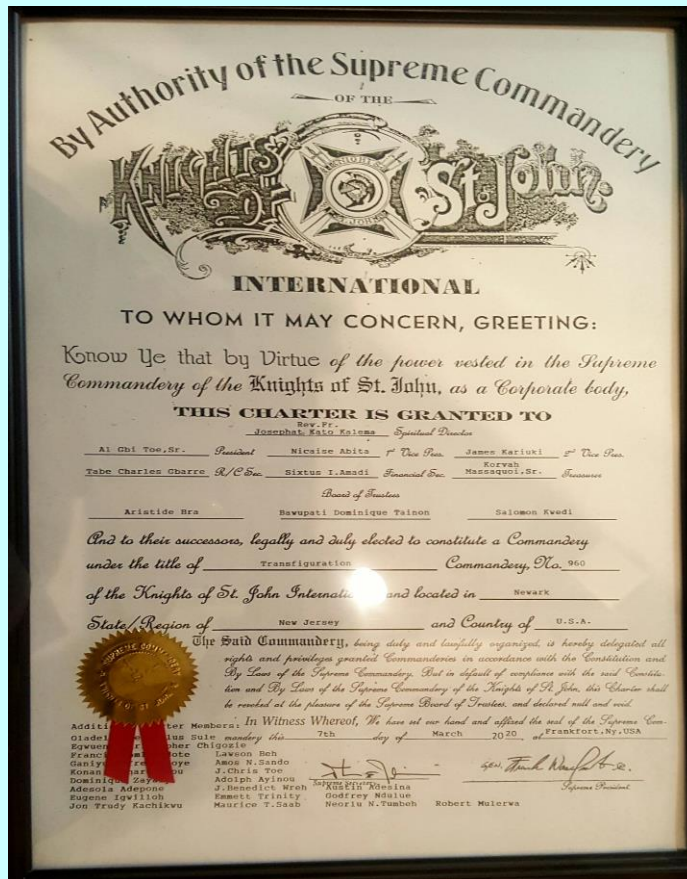 By Authority of the Supreme Commandery
OF THE
KNIGHTS OF St. John
KNIGHTS OF
ST. JOHN
INTERNATIONAL
TO WHOM IT MAY CONCERN, GREETING:
Know Ye that by Virtue of the power vested in the Supreme
Commandery of the Knights of St. John, as a Corporate body,
THIS CHARTER IS GRANTED TO
Rev.Fr.
Josephat Kato Kalema Spiritual Director
Al Gbi Toe,Sr. President Nicaise Abita 1st Vice Pres. James Kariuki 2nd Vice Pres.
Tabe Charles Gbarre R/C Sec. Sixtus I.Amadi Financial Sec. Korvah Massaquoi,Sr. Treasurer
Board of Trustees
Aristide Hra Bawupati Dominique Tainon Salomon Kwedi
And to their successors, legally and duly elected to constitute a Commandery
under the title of Transfiguration Commandery, No. 960
of the Knights of St. John and located in Newark
State/Region of New Jersey and Country of U.S.A.
The Said Commandery, being duly and lawfully organized, is hereby delegated all
rights and privileges granted Commanderies in accordance with the Constitution and
By Laws of the Supreme Commandery. But in default of compliance with the said Constitu-
tion and By Laws of the Supreme Commandery of the Knights of St. John, this Charter shall
be revoked at the pleasure of the Supreme Board of Trustees, and declared null and void.
In Witness Whereof, We have set our hand and affixed the seal of the Supreme Com-
mandery this 7th day of March 2020 at Frankfort,Ny.USA
Members:
Sule
Chigozie Lawson Beh
Amos N.Sando
J.Chris Toe
Adolph Ayinou
Adesola Adepone J.Benedict Wreh Austin Adesina
Eugene Igwilloh Emmett Trinity Godfrey Ndulue
Jon Trudy Kachikwu Maurice T.Saab Neoriu N.Tumbeh Robert Mulerwa
Supreme Secretary
Supreme President